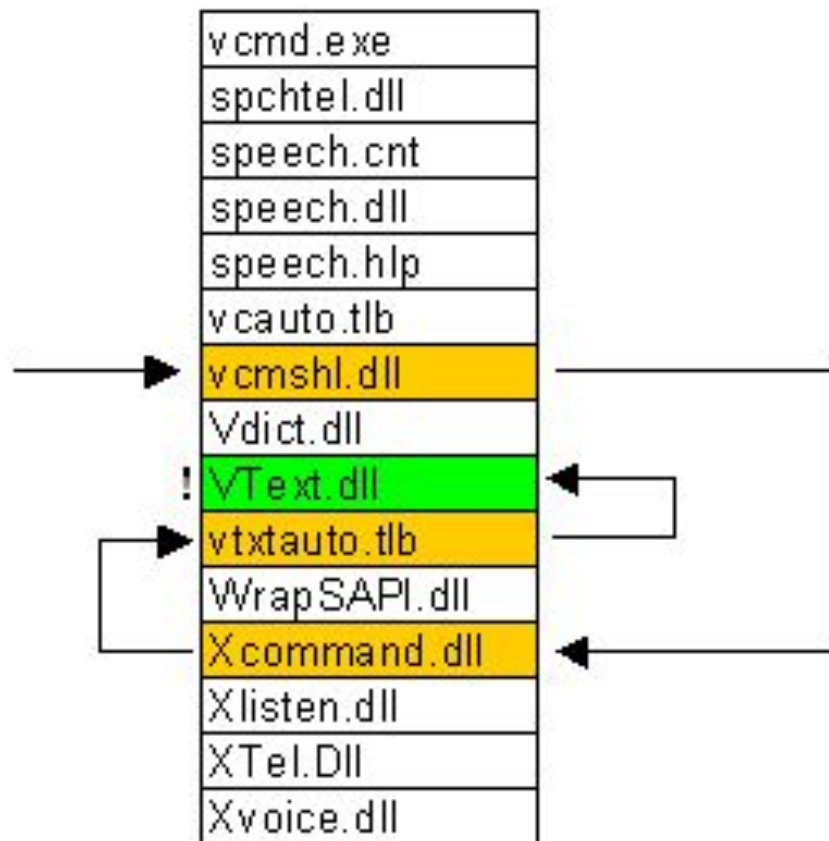 vcmd.exe
spchtel.dll
speech.cnt
speech.dll
speech.hlp
vcauto.tlb
vcmshl.dll
Vdict.dll
! VText.dll
vtxtauto.tlb
WrapSAPI.dll
Xcommand.dll
Xlisten.dll
XTel.Dll
Xvoice.dll